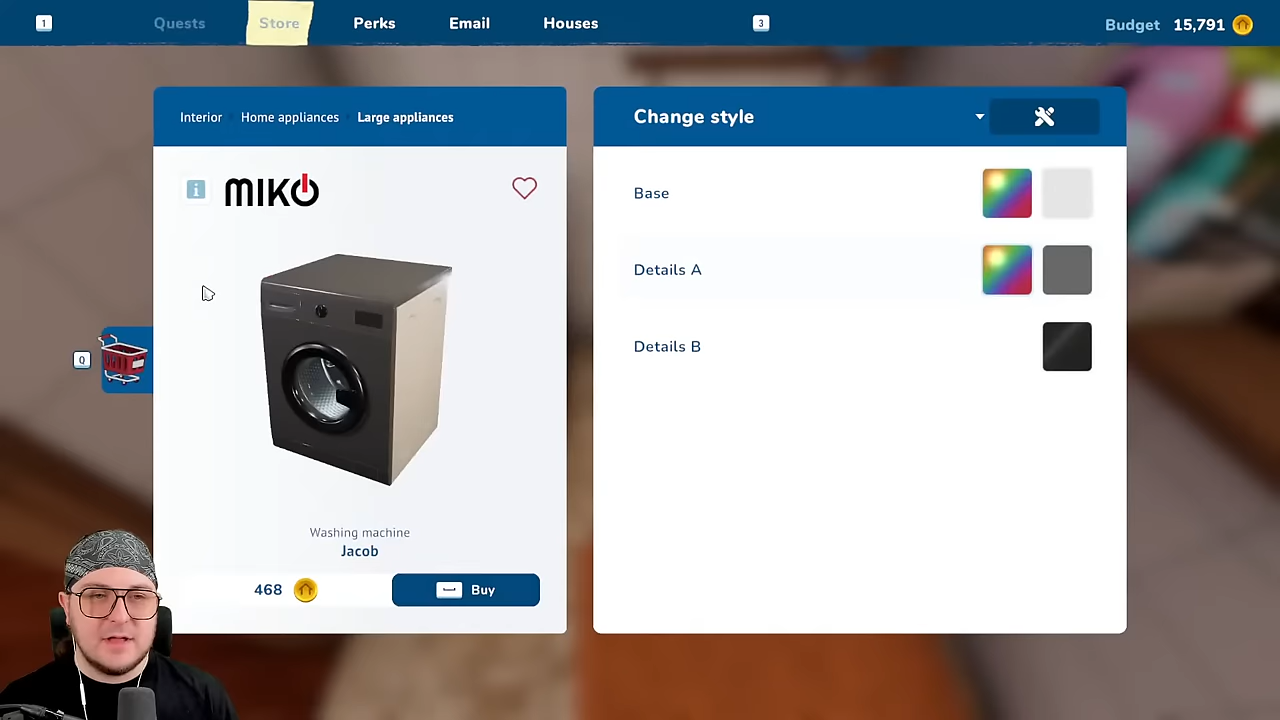 1
Quests
Store
Perks
Email
Houses
3
Budget 15,791
Interior Home appliances Large appliances
i
MIKO
Washing machine
Jacob
468
Buy
Q
Change style
Base
Details A
Details B